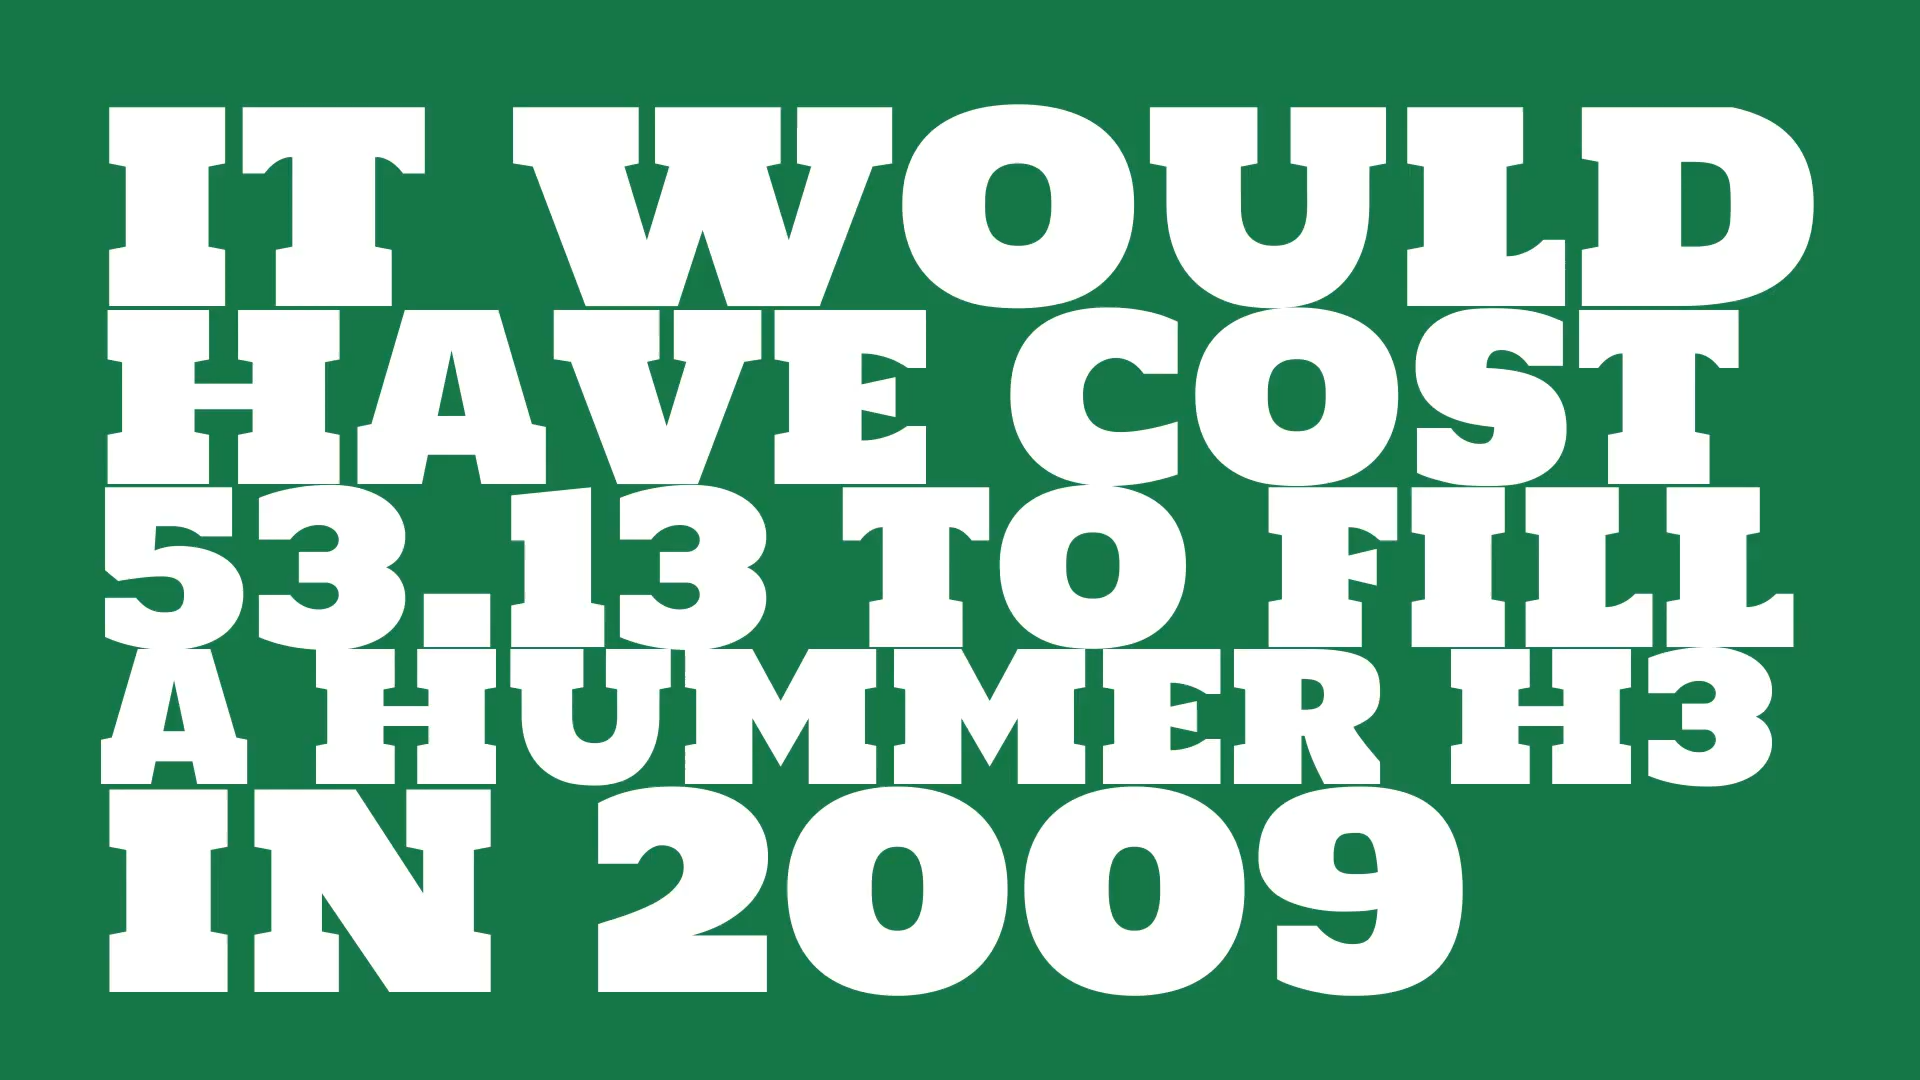 IT WOULD
HAVE COST
53.13 TO FILL
A HUMMER H3
IN 2009